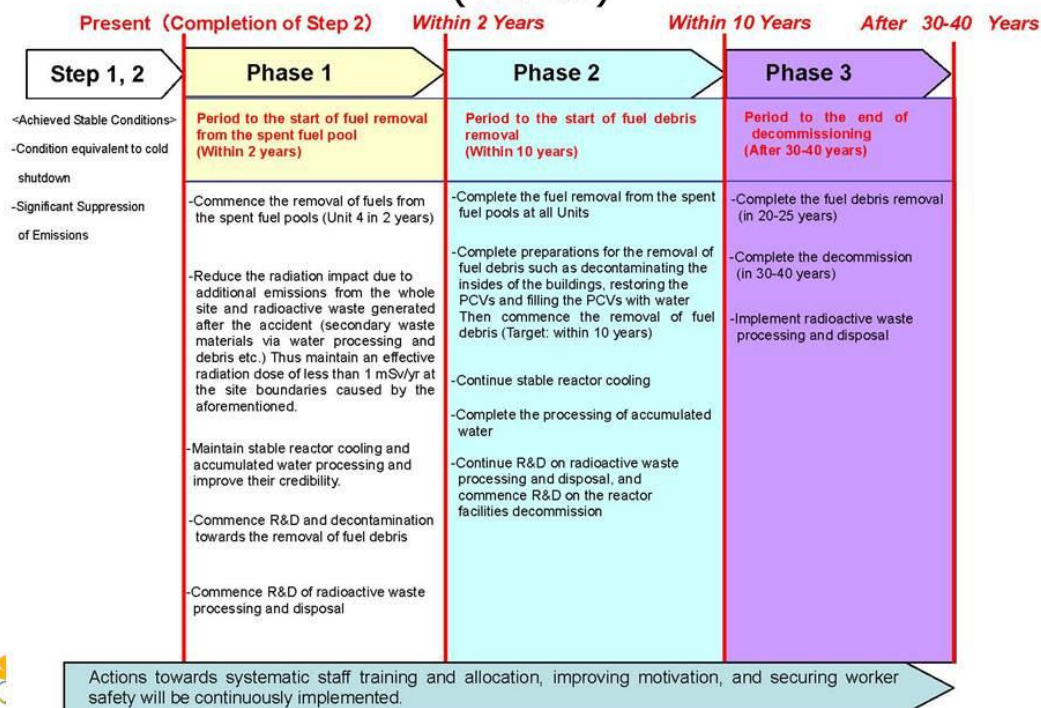 Present (Completion of Step 2)
Within 2 Years
Within 10 Years
After 30-40 Years
Step 1, 2
Phase 1
Phase 2
Phase 3
<Achieved Stable Conditions>
-Condition equivalent to cold
shutdown
-Significant Suppression
of Emissions
Period to the start of fuel removal
from the spent fuel pool
(Within 2 years)
-Commence the removal of fuels from
the spent fuel pools (Unit 4 in 2 years)
-Reduce the radiation impact due to
additional emissions from the whole
site and radioactive waste generated
after the accident (secondary waste
materials via water processing and
debris etc.) Thus maintain an effective
radiation dose of less than 1 mSv/yr at
the site boundaries caused by the
aforementioned.
-Maintain stable reactor cooling and
accumulated water processing and
improve their credibility.
-Commence R&D and decontamination
towards the removal of fuel debris
-Commence R&D of radioactive waste
processing and disposal
Period to the start of fuel debris
removal
(Within 10 years)
-Complete the fuel removal from the spent
fuel pools at all Units
-Complete preparations for the removal of
fuel debris such as decontaminating the
insides of the buildings, restoring the
PCVs and filling the PCVs with water
Then commence the removal of fuel
debris (Target: within 10 years)
-Continue stable reactor cooling
-Complete the processing of accumulated
water
-Continue R&D on radioactive waste
processing and disposal, and
commence R&D on the reactor
facilities decommission
Period to the end of
decommissioning
(After 30-40 years)
-Complete the fuel debris removal
(in 20-25 years)
-Complete the decommission
(in 30-40 years)
-Implement radioactive waste
processing and disposal
Actions towards systematic staff training and allocation, improving motivation, and securing worker
safety will be continuously implemented.